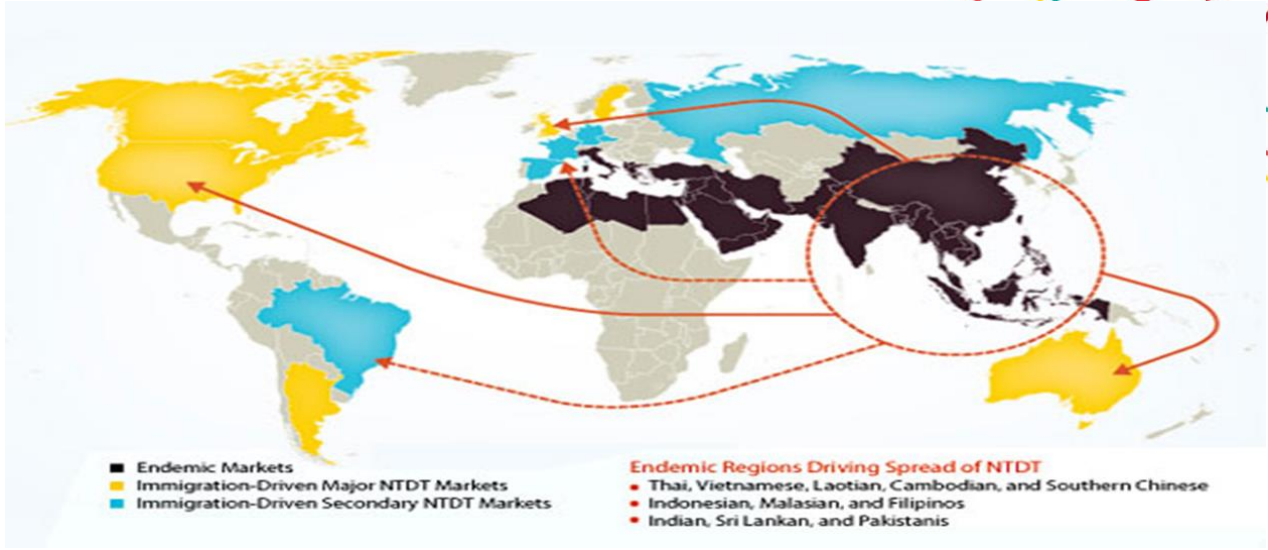 Endemic Markets
Immigration-Driven Major NTDT Markets
Immigration-Driven Secondary NTDT Markets
Endemic Regions Driving Spread of NTDT
• Thai, Vietnamese, Laotian, Cambodian, and Southern Chinese
• Indonesian, Malasian, and Filipinos
• Indian, Sri Lankan, and Pakistanis